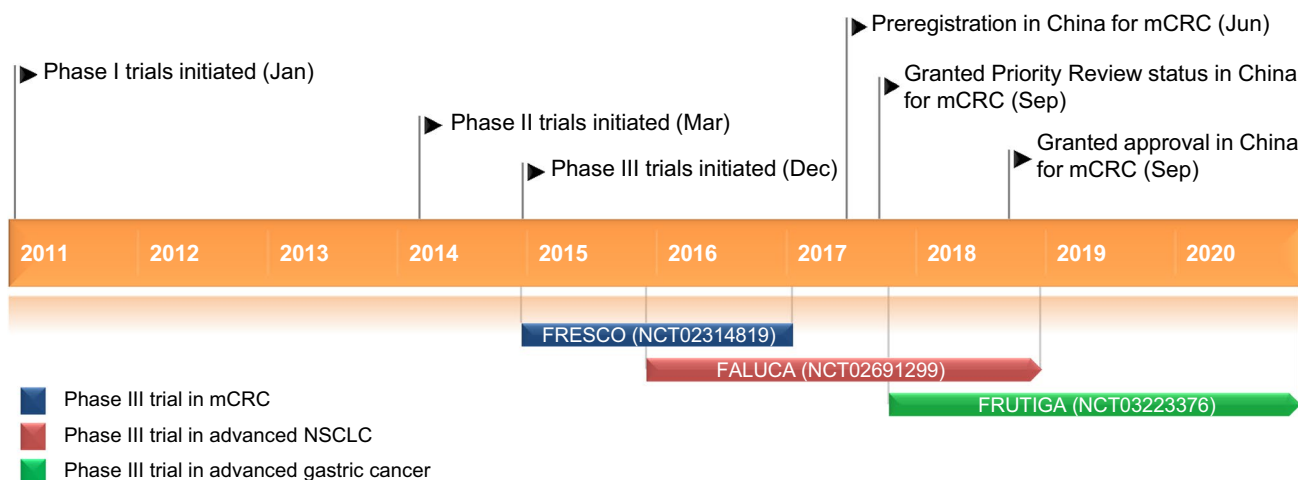 Preregistration in China for mCRC (Jun)
Phase I trials initiated (Jan)
Granted Priority Review status in China
for mCRC (Sep)
Phase II trials initiated (Mar)
Granted approval in China
for mCRC (Sep)
Phase III trials initiated (Dec)
2011 2012 2013 2014 2015 2016 2017 2018 2019 2020
FRESCO (NCT02314819)
FALUCA (NCT02691299)
FRUTIGA (NCT03223376)
Phase III trial in mCRC
Phase III trial in advanced NSCLC
Phase III trial in advanced gastric cancer